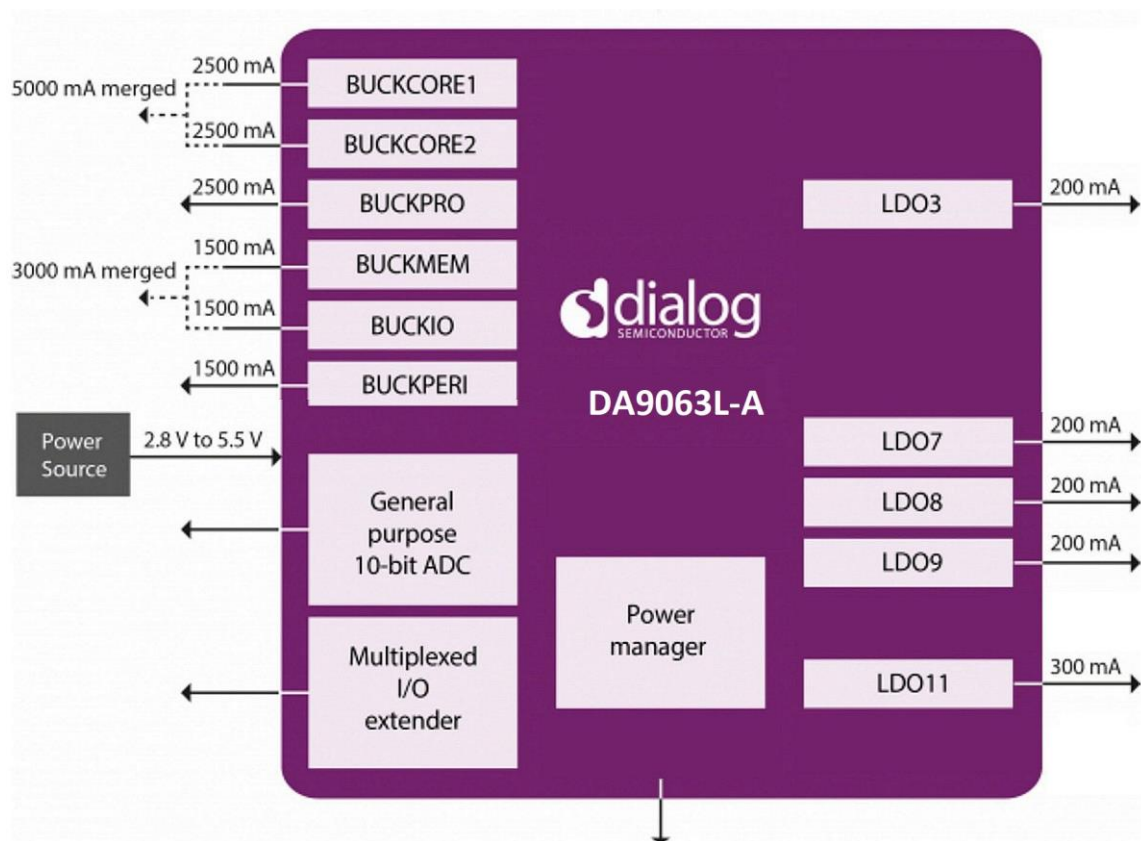 2500 mA
5000 mA merged
2500 mA
2500 mA
1500 mA
3000 mA merged
1500 mA
1500 mA
BUCKCORE1
BUCKCORE2
BUCKPRO
BUCKMEM
BUCKIO
BUCKPERI
Power
Source
2.8 V to 5.5 V
General
purpose
10-bit ADC
Multiplexed
I/O
extender
dialog
SEMICONDUCTOR
DA9063L-A
Power
manager
LDO3
200 mA
LDO7
200 mA
LDO8
200 mA
LDO9
200 mA
LDO11
300 mA